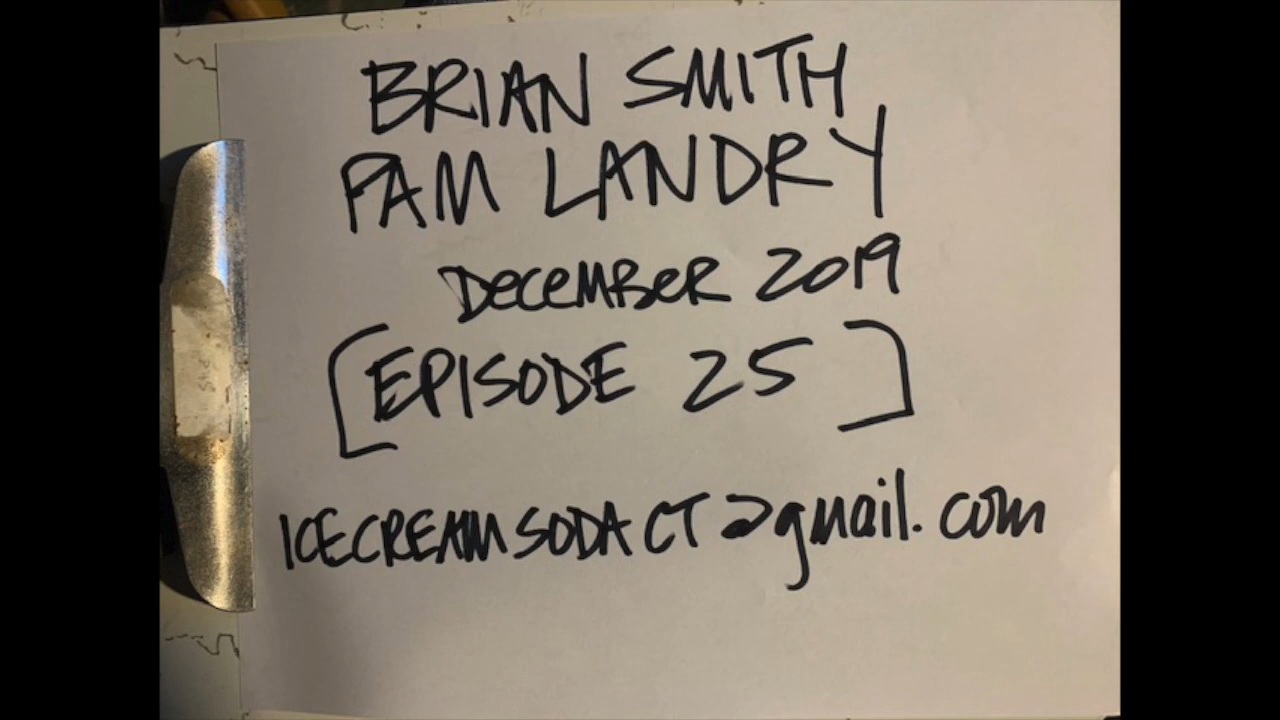 BRIAN SMITH
PAM LANDRY
DECEMBER 2019
[EPISODE 25]
ICECREAMSODACT@gmail.com